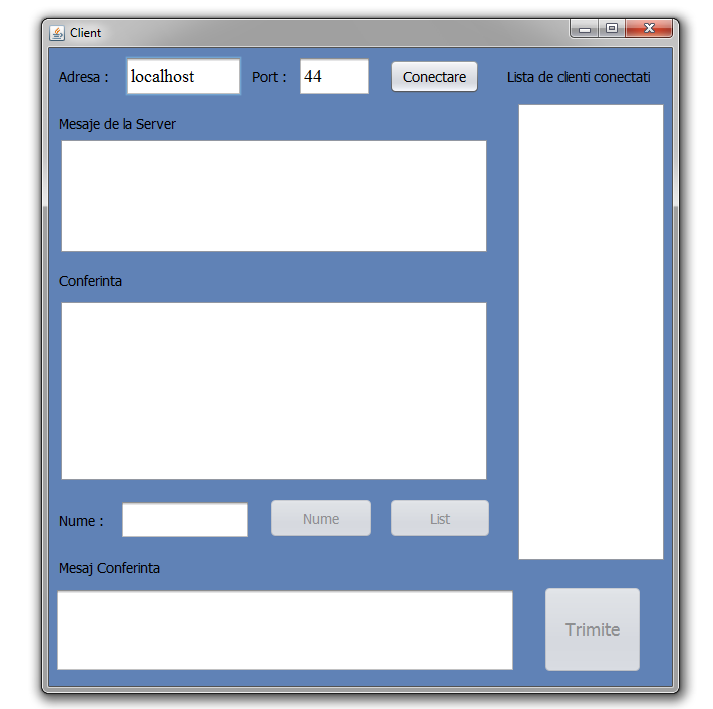 Client
Adresa : localhost Port : 44 Conectare Lista de clienti conectati
Mesaje de la Server
Conferinta
Nume : Nume List
Mesaj Conferinta
Trimite